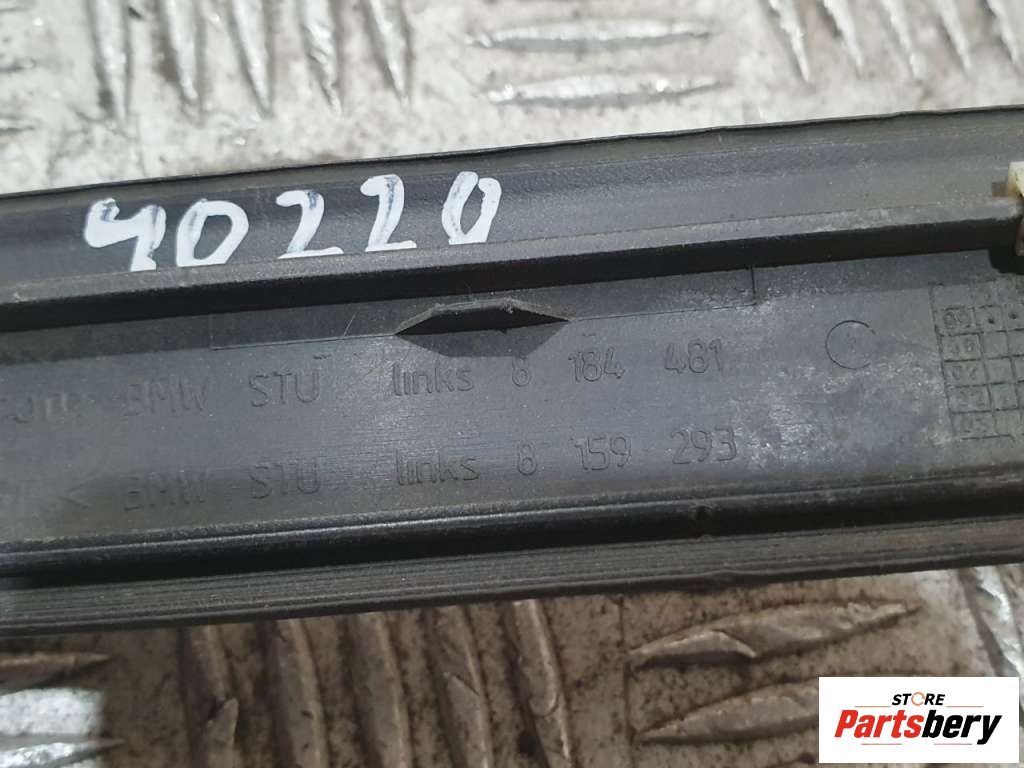 40220
BMW STU links 8 184 481
< BMW STU links 8 159 293
STORE
Partsbery